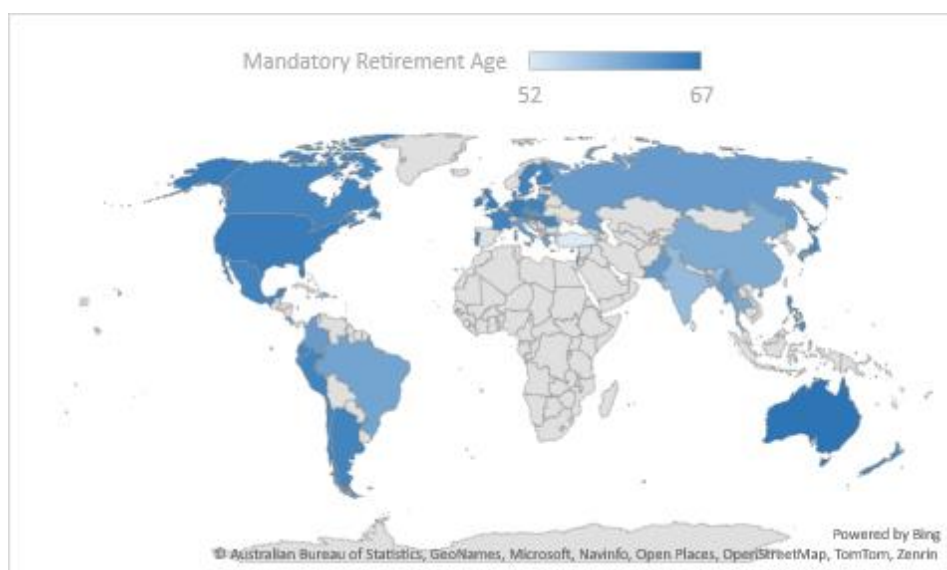 Mandatory Retirement Age
52 67
Powered by Bing
© Australian Bureau of Statistics, GeoNames, Microsoft, Navinfo, Open Places, OpenStreetMap, TomTom, Zenrin